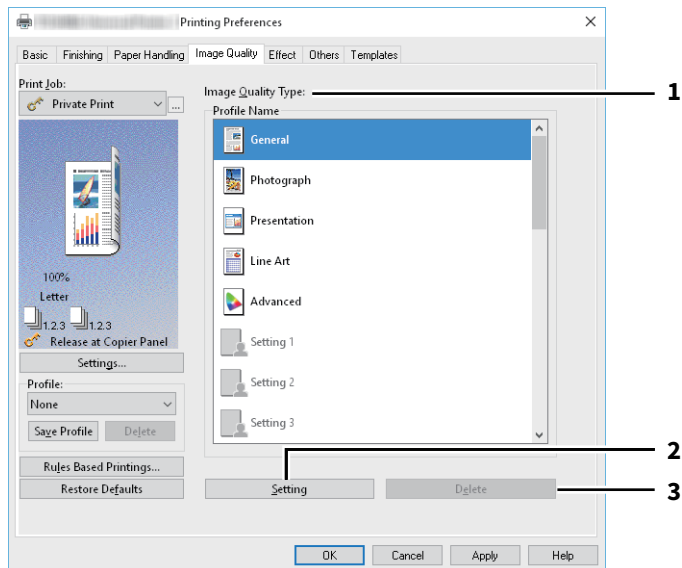 Printing Preferences
Basic Finishing Paper Handling Image Quality Effect Others Templates
Print Job:
Private Print
...
100%
Letter
1.2.3 1.2.3
Release at Copier Panel
Settings...
Profile:
None
Save Profile Delete
Rules Based Printings...
Restore Defaults
Image Quality Type:
Profile Name
General
Photograph
Presentation
Line Art
Advanced
Setting 1
Setting 2
Setting 3
Setting Delete
OK Cancel Apply Help
1
2
3